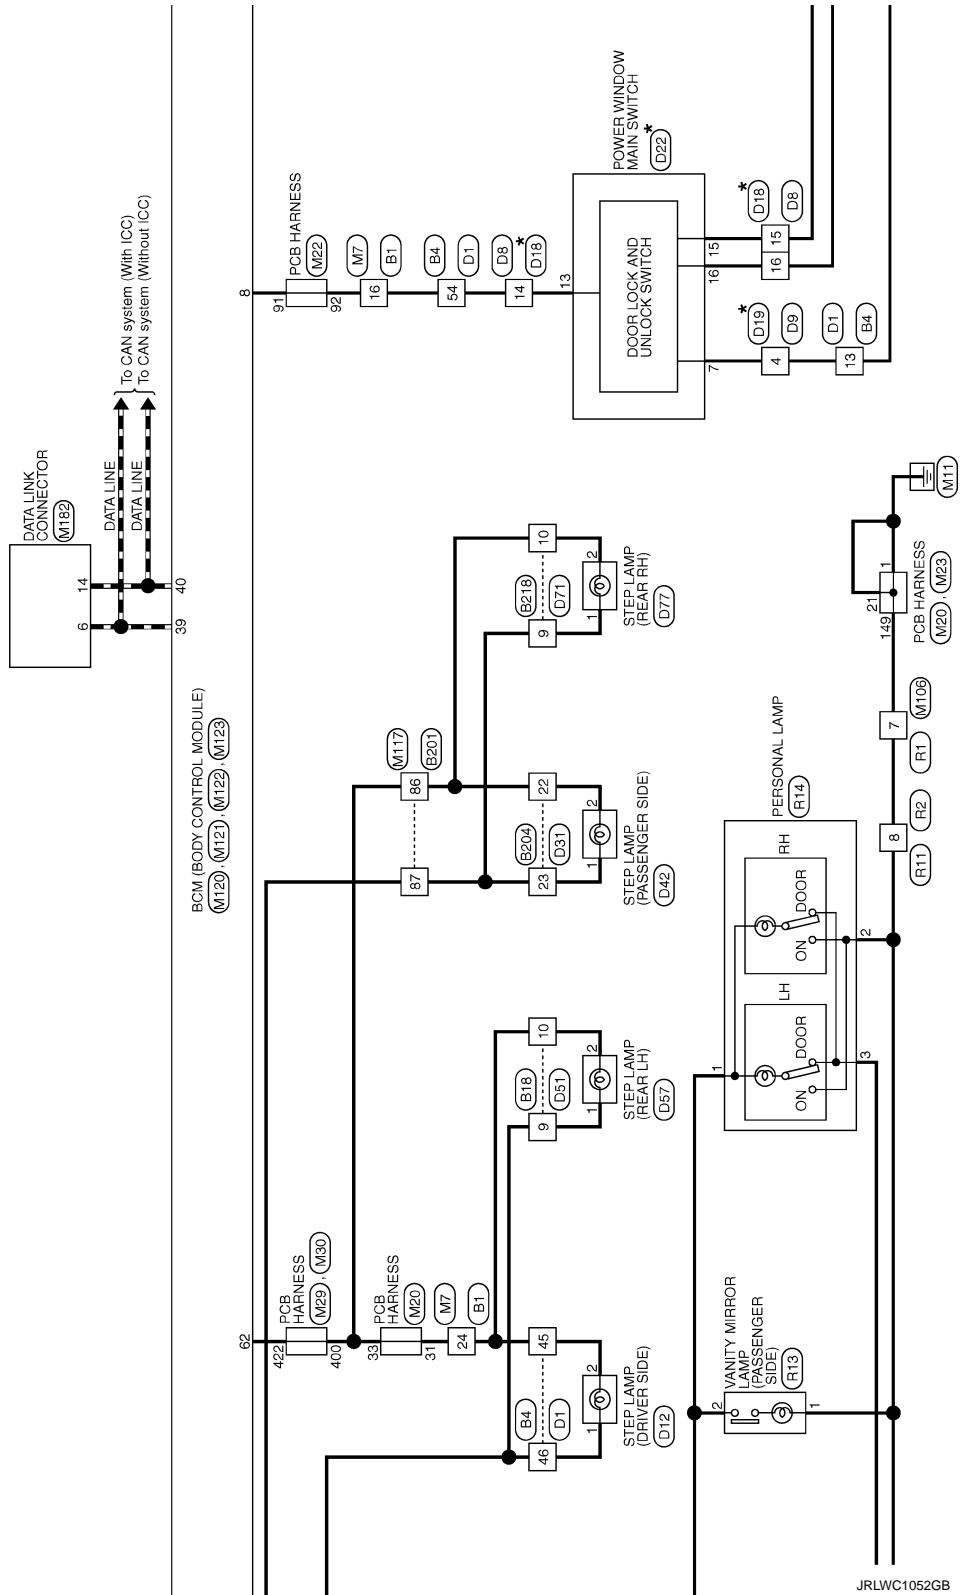 DATA LINK
CONNECTOR
M182
6
14
DATA LINE
DATA LINE
To CAN system (With ICC)
To CAN system (Without ICC)
39
40
BCM (BODY CONTROL MODULE)
M120 , M121 , M122 , M123
62
422
PCB
HARNESS
M29 , M30
400
33
PCB
HARNESS
M20
31
24
M7
B1
46
B4
D1
45
1
2
STEP LAMP
(DRIVER SIDE)
D12
9
B18
D51
10
1
2
STEP LAMP
(REAR LH)
D57
87
86
M117
B201
23
B204
D31
22
1
2
STEP LAMP
(PASSENGER SIDE)
D42
9
B218
D71
10
1
2
STEP LAMP
(REAR RH)
D77
8
91
PCB HARNESS
M22
92
16
M7
B1
54
B4
D1
14
D8
* D18
13
POWER WINDOW
MAIN SWITCH
* D22
DOOR LOCK AND
UNLOCK SWITCH
7
16
15
4
* D19
D9
13
D1
B4
16
15
* D18
D8
2
VANITY MIRROR
LAMP
(PASSENGER
SIDE)
R13
1
1
PERSONAL LAMP
R14
LH
ON
DOOR
RH
ON
DOOR
3
2
8
R11
R2
7
R1
M106
149
21
1
PCB HARNESS
M20 , M23
M11
JRLWC1052GB